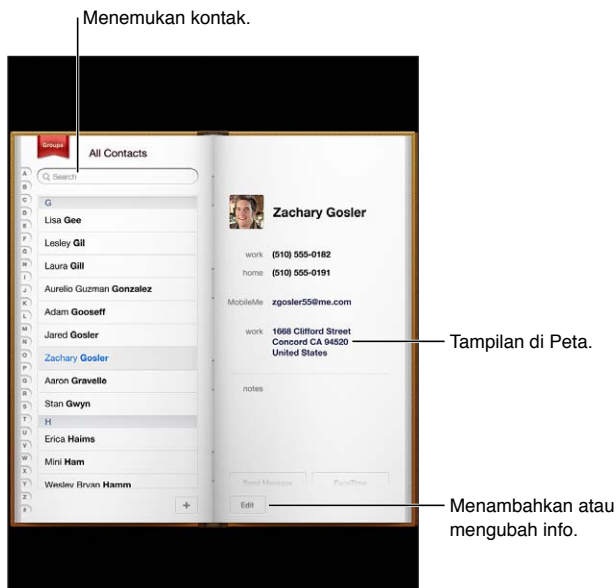 Menemukan kontak.
Groups
All Contacts
Search
A
B
C
D
E
F
G
H
I
J
K
L
M
N
O
P
Q
R
S
T
U
V
W
X
Y
Z
#
G
Lisa Gee
Lesley Gil
Laura Gill
Aurelio Guzman Gonzalez
Adam Gooseff
Jared Gosler
Zachary Gosler
Aaron Gravelle
Stan Gwyn
H
Erica Haims
Mini Ham
Wesley Bryan Hamm
+
Zachary Gosler
work (510) 555-0182
home (510) 555-0191
MobileMe zgosler55@me.com
work 1668 Clifford Street
Concord CA 94520
United States
notes
Send Message FaceTime
Edit
Tampilan di Peta.
Menambahkan atau
mengubah info.